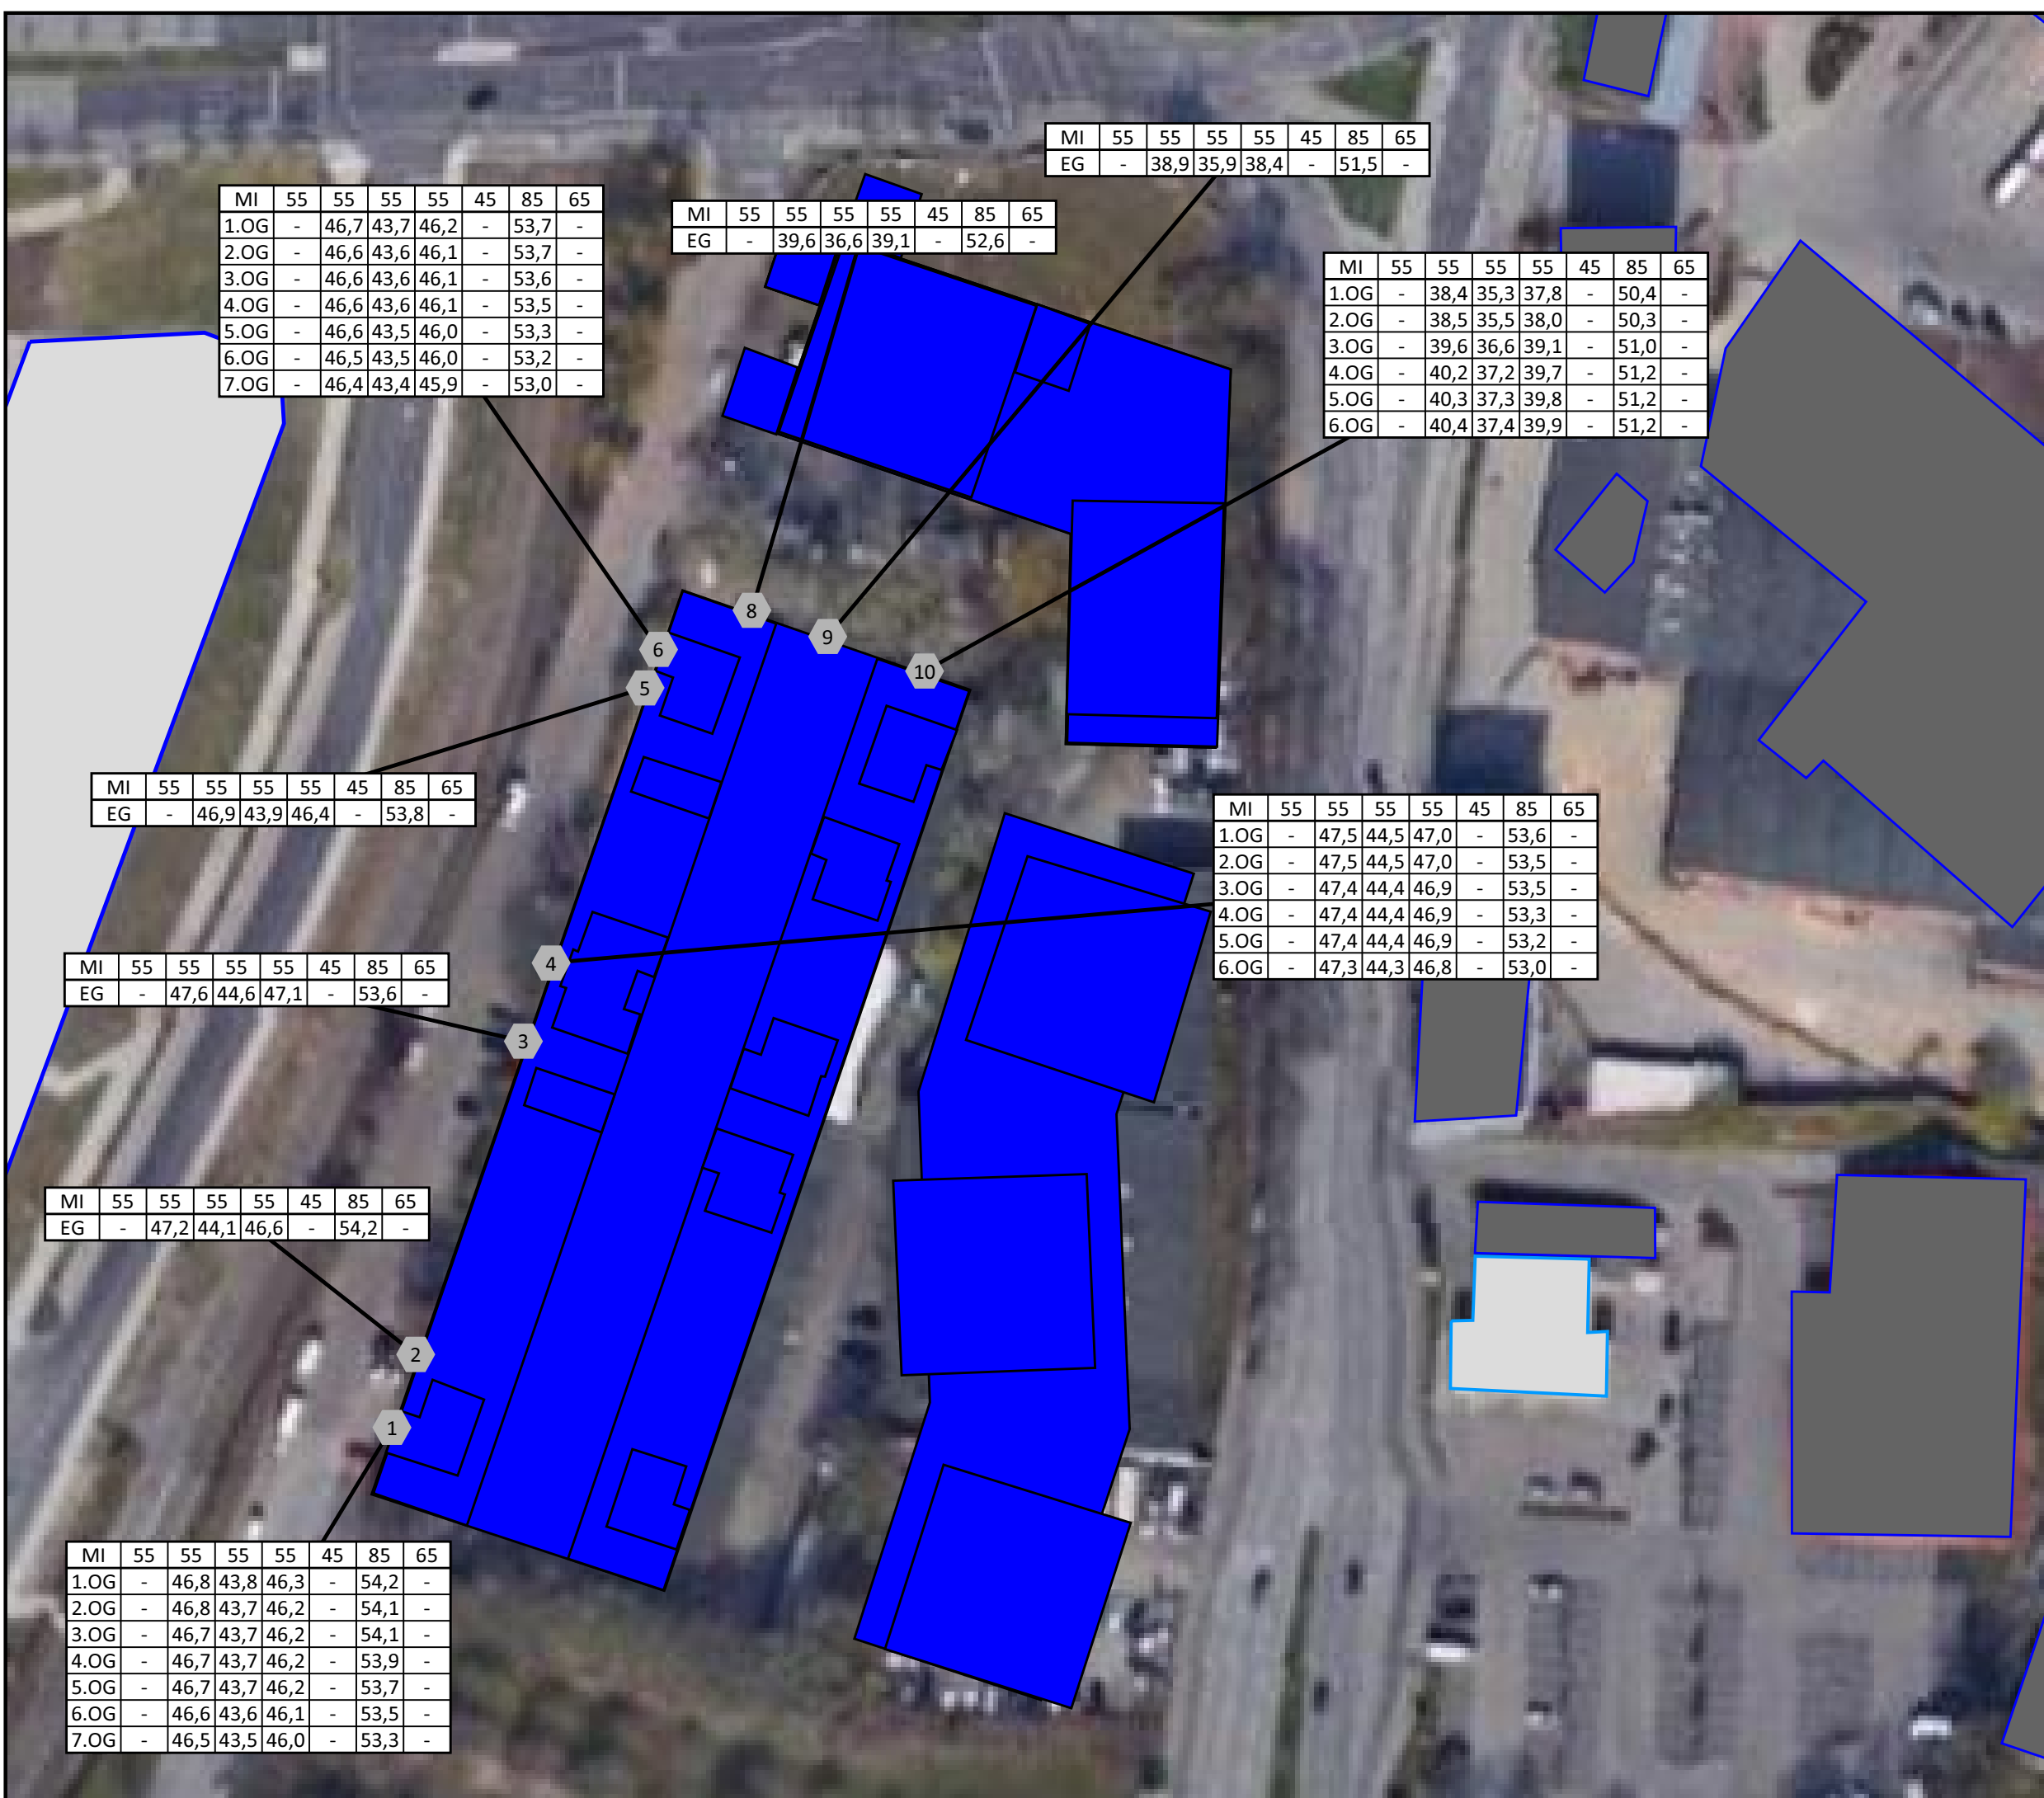 MI 55 55 55 55 45 85 65
EG - 38,9 35,9 38,4 - 51,5 -
MI 55 55 55 55 45 85 65
1.OG - 46,7 43,7 46,2 - 53,7 -
2.OG - 46,6 43,6 46,1 - 53,7 -
3.OG - 46,6 43,6 46,1 - 53,6 -
4.OG - 46,6 43,6 46,1 - 53,5 -
5.OG - 46,6 43,5 46,0 - 53,3 -
6.OG - 46,5 43,5 46,0 - 53,2 -
7.OG - 46,4 43,4 45,9 - 53,0 -
MI 55 55 55 55 45 85 65
EG - 39,6 36,6 39,1 - 52,6 -
MI 55 55 55 55 45 85 65
1.OG - 38,4 35,3 37,8 - 50,4 -
2.OG - 38,5 35,5 38,0 - 50,3 -
3.OG - 39,6 36,6 39,1 - 51,0 -
4.OG - 40,2 37,2 39,7 - 51,2 -
5.OG - 40,3 37,3 39,8 - 51,2 -
6.OG - 40,4 37,4 39,9 - 51,2 -
8
9
6
10
5
MI 55 55 55 55 45 85 65
EG - 46,9 43,9 46,4 - 53,8 -
MI 55 55 55 55 45 85 65
1.OG - 47,5 44,5 47,0 - 53,6 -
2.OG - 47,5 44,5 47,0 - 53,5 -
3.OG - 47,4 44,4 46,9 - 53,5 -
4.OG - 47,4 44,4 46,9 - 53,3 -
5.OG - 47,4 44,4 46,9 - 53,2 -
6.OG - 47,3 44,3 46,8 - 53,0 -
4
MI 55 55 55 55 45 85 65
EG - 47,6 44,6 47,1 - 53,6 -
3
MI 55 55 55 55 45 85 65
EG - 47,2 44,1 46,6 - 54,2 -
2
1
MI 55 55 55 55 45 85 65
1.OG - 46,8 43,8 46,3 - 54,2 -
2.OG - 46,8 43,7 46,2 - 54,1 -
3.OG - 46,7 43,7 46,2 - 54,1 -
4.OG - 46,7 43,7 46,2 - 53,9 -
5.OG - 46,7 43,7 46,2 - 53,7 -
6.OG - 46,6 43,6 46,1 - 53,5 -
7.OG - 46,5 43,5 46,0 - 53,3 -